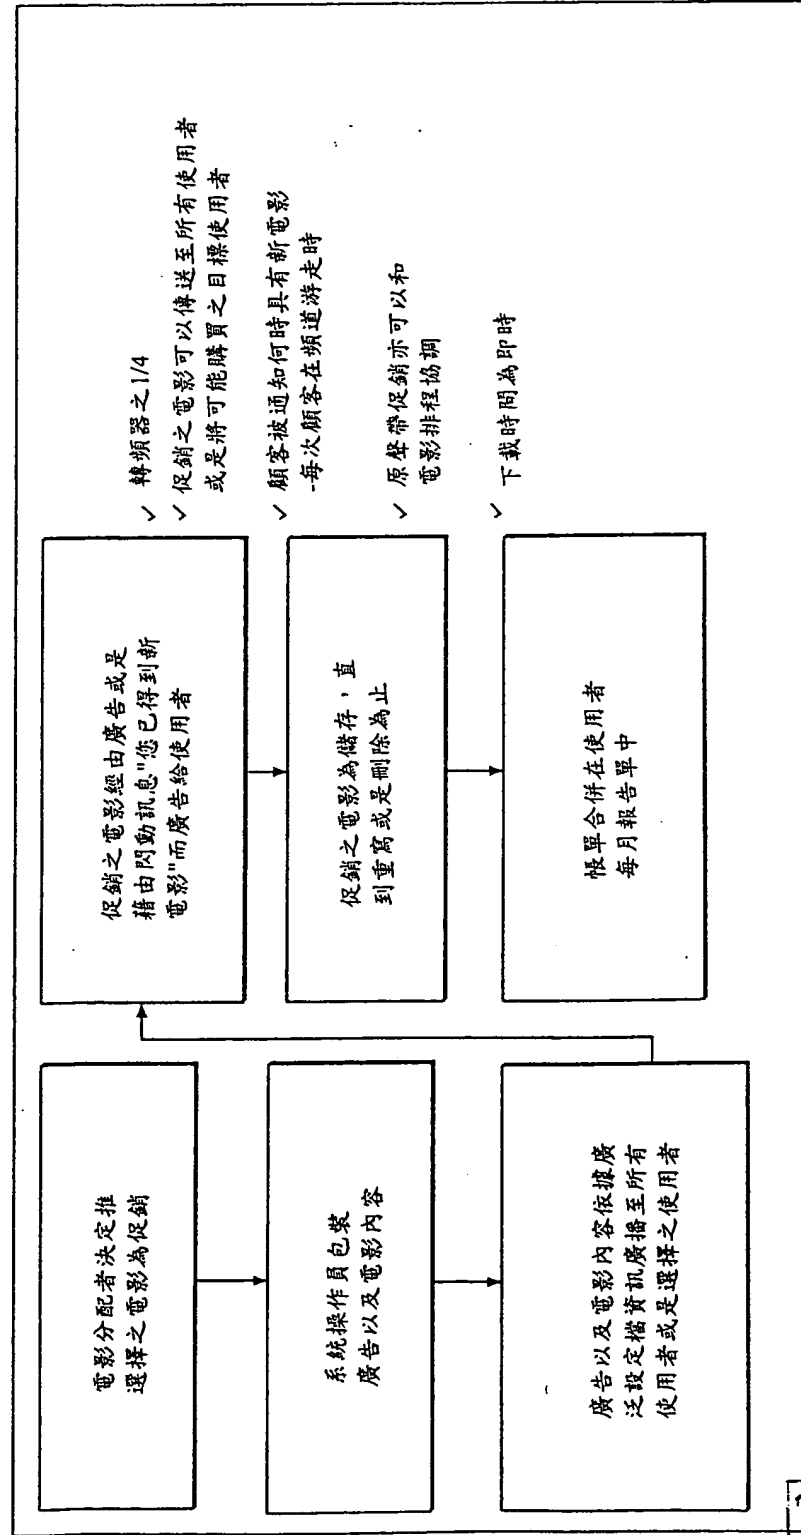 電影分配者決定推
選擇之電影為促銷
系統操作員包裝
廣告以及電影內容
廣告以及電影內容依據廣
泛設定檔資訊廣播至所有
使用者或是選擇之使用者
促銷之電影經由廣告或是
藉由閃動訊息"您已得到新
電影"而廣告給使用者
促銷之電影為儲存，直
到重寫或是刪除為止
帳單合併在使用者
每月報告單中
✓ 轉頻器之1/4
✓ 促銷之電影可以傳送至所有使用者
或是將可能購買之目標使用者
✓ 顧客被通知何時具有新電影
-每次顧客在頻道游走時
✓ 原聲帶促銷亦可以和
電影排程協調
✓ 下載時間為即時